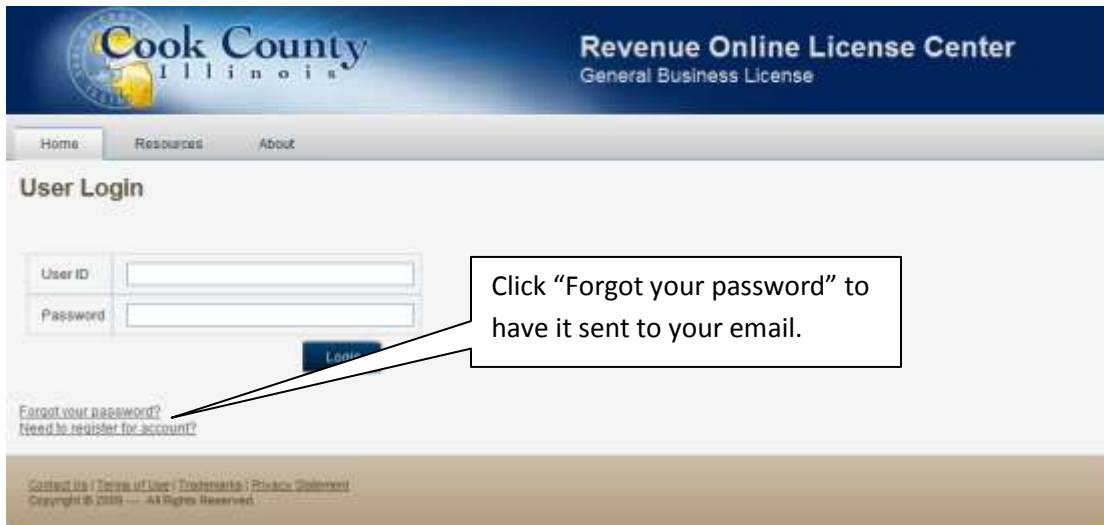 Cook County
Illinois
Revenue Online License Center
General Business License
Home Resources About
User Login
User ID
Click “Forgot your password” to
have it sent to your email.
Password
Login
Forgot your password?
Need to register for account?
Contact Us | Terms of Use | Trademarks | Privacy Statement
Copyright © 2009 --- All Rights Reserved.